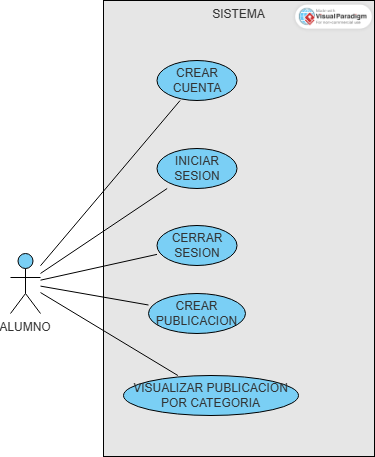 SISTEMA
Made with
Visual Paradigm
For non-commercial use
CREAR
CUENTA
INICIAR
SESION
CERRAR
SESION
CREAR
PUBLICACION
ALUMNO
VISUALIZAR PUBLICACION
POR CATEGORIA